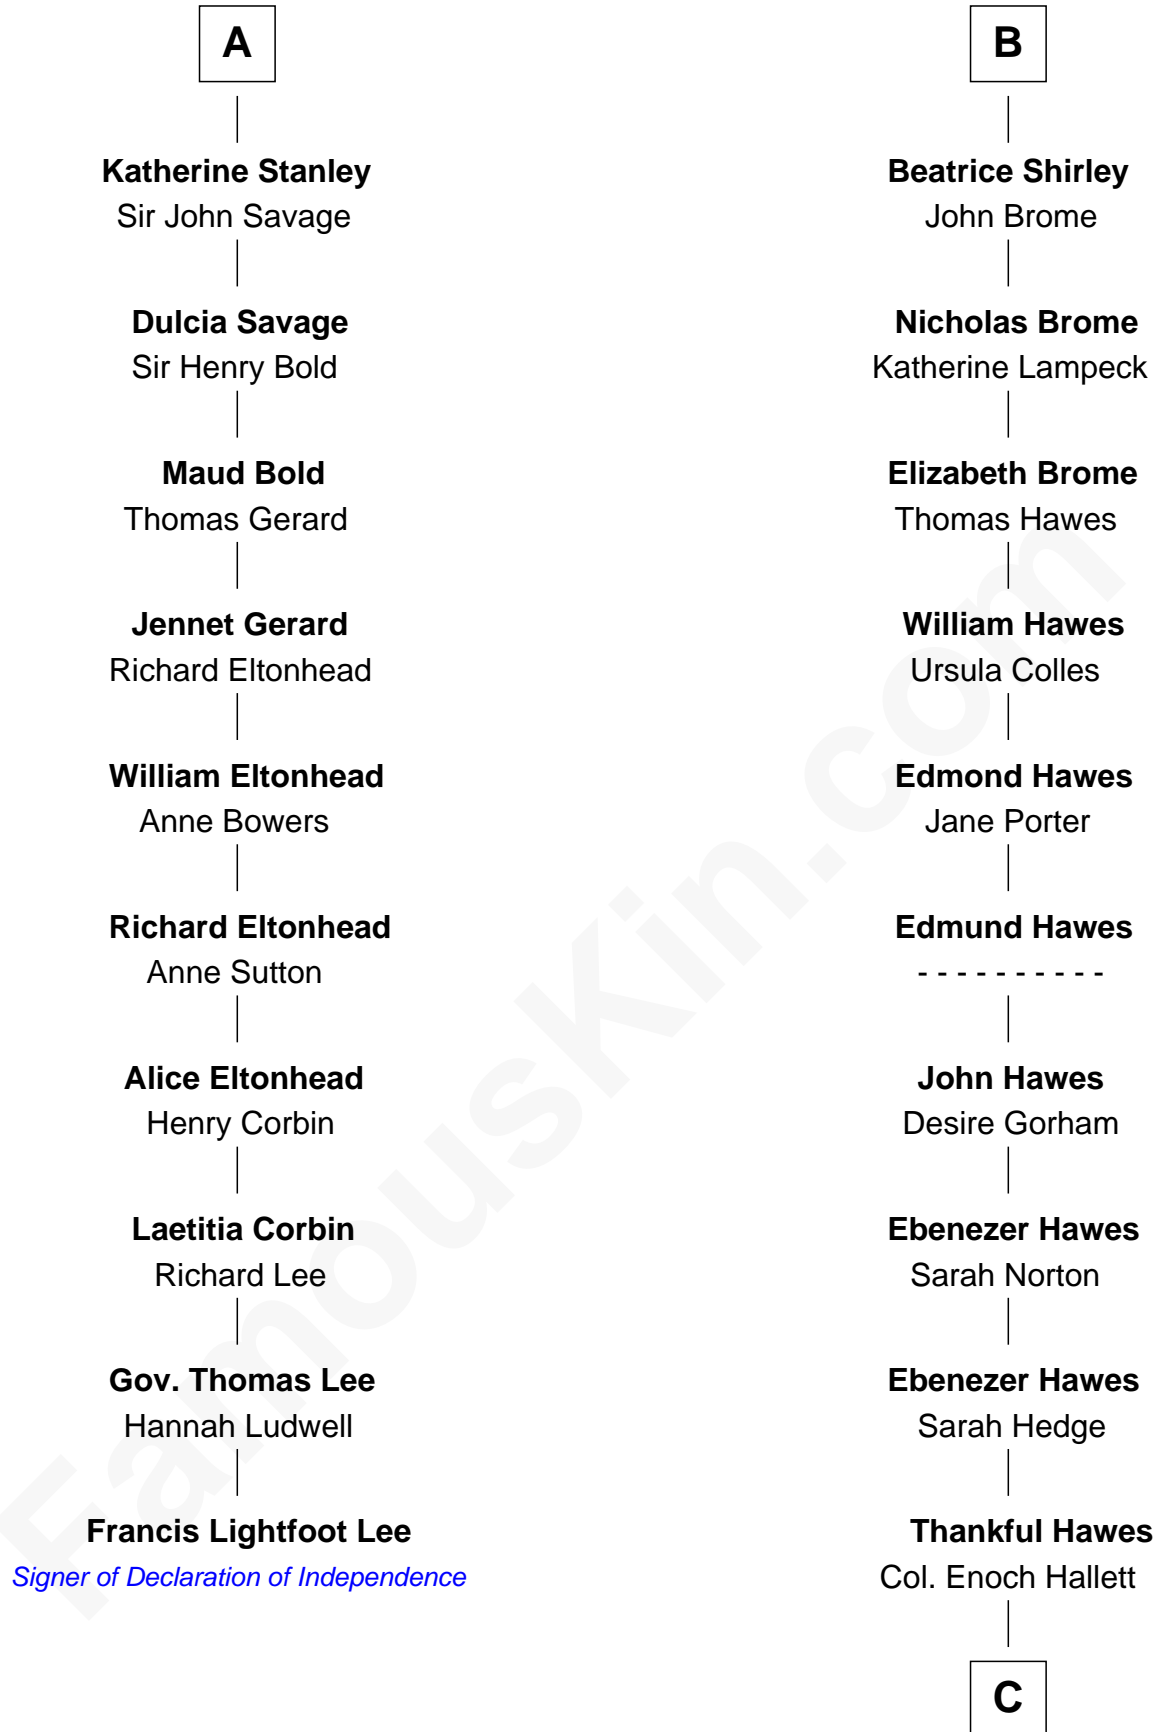 A
Katherine Stanley
Sir John Savage
Dulcia Savage
Sir Henry Bold
Maud Bold
Thomas Gerard
Jennet Gerard
Richard Eltonhead
William Eltonhead
Anne Bowers
Richard Eltonhead
Anne Sutton
Alice Eltonhead
Henry Corbin
Laetitia Corbin
Richard Lee
Gov. Thomas Lee
Hannah Ludwell
Francis Lightfoot Lee
Signer of Declaration of Independence
B
Beatrice Shirley
John Brome
Nicholas Brome
Katherine Lampeck
Elizabeth Brome
Thomas Hawes
William Hawes
Ursula Colles
Edmond Hawes
Jane Porter
Edmund Hawes
- - - - - - - - - -
John Hawes
Desire Gorham
Ebenezer Hawes
Sarah Norton
Ebenezer Hawes
Sarah Hedge
Thankful Hawes
Col. Enoch Hallett
C
FamousKin.com